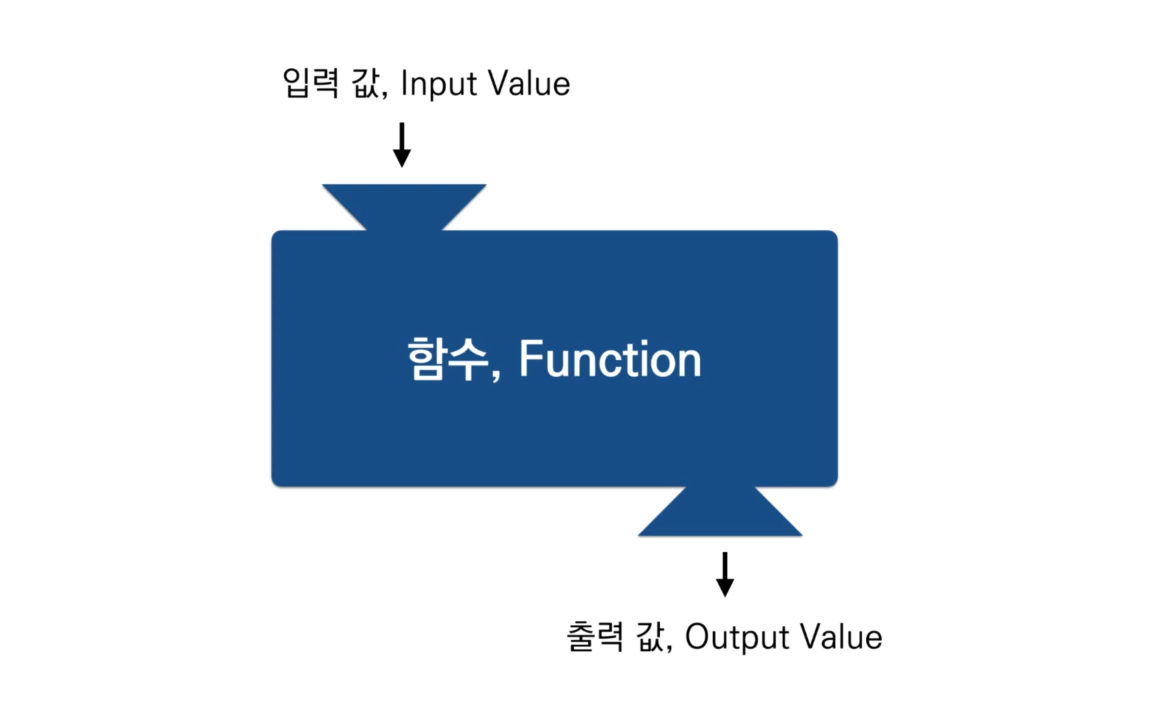 입력 값, Input Value
함수, Function
출력 값, Output Value